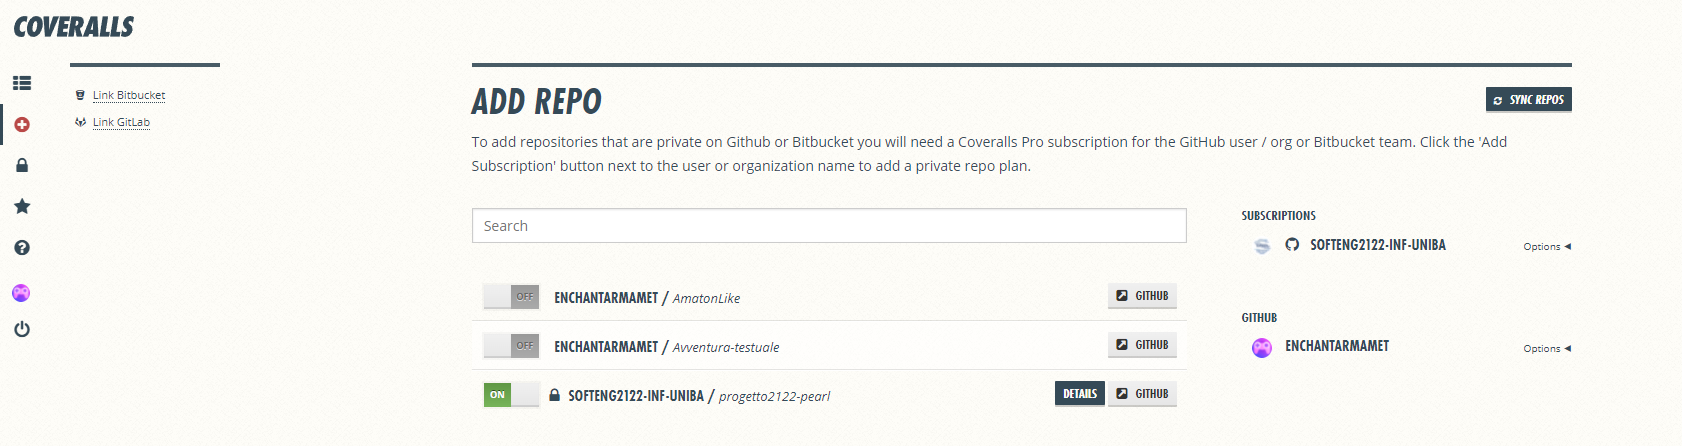 COVERALLS
Link Bitbucket
Link GitLab
ADD REPO
SYNC REPOS
To add repositories that are private on Github or Bitbucket you will need a Coveralls Pro subscription for the GitHub user / org or Bitbucket team. Click the 'Add
Subscription' button next to the user or organization name to add a private repo plan.
Search
OFF ENCHANTARMAMET / AmatonLike GITHUB
OFF ENCHANTARMAMET / Avventura-testuale GITHUB
ON SOFTENG2122-INF-UNIBA / progetto2122-pearl DETAILS GITHUB
SUBSCRIPTIONS
SOFTENG2122-INF-UNIBA Options
GITHUB
ENCHANTARMAMET Options